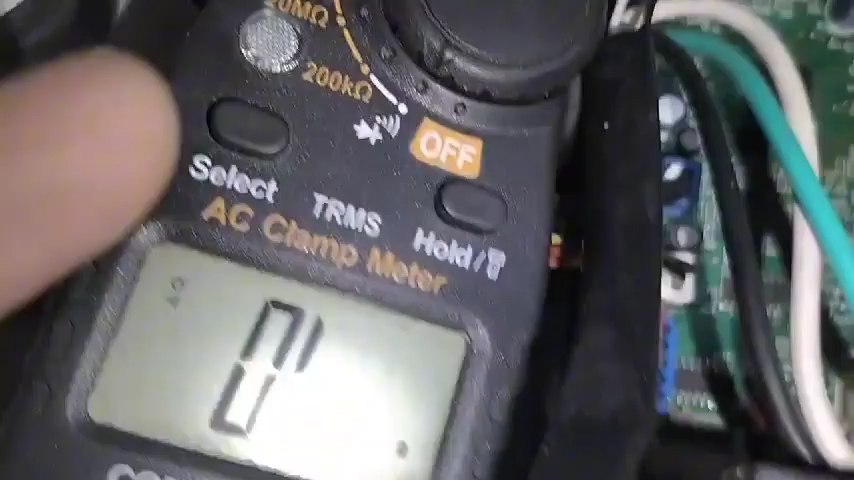 20MΩ
200kΩ
OFF
Select
TRMS
Hold/
AC Clamp Meter